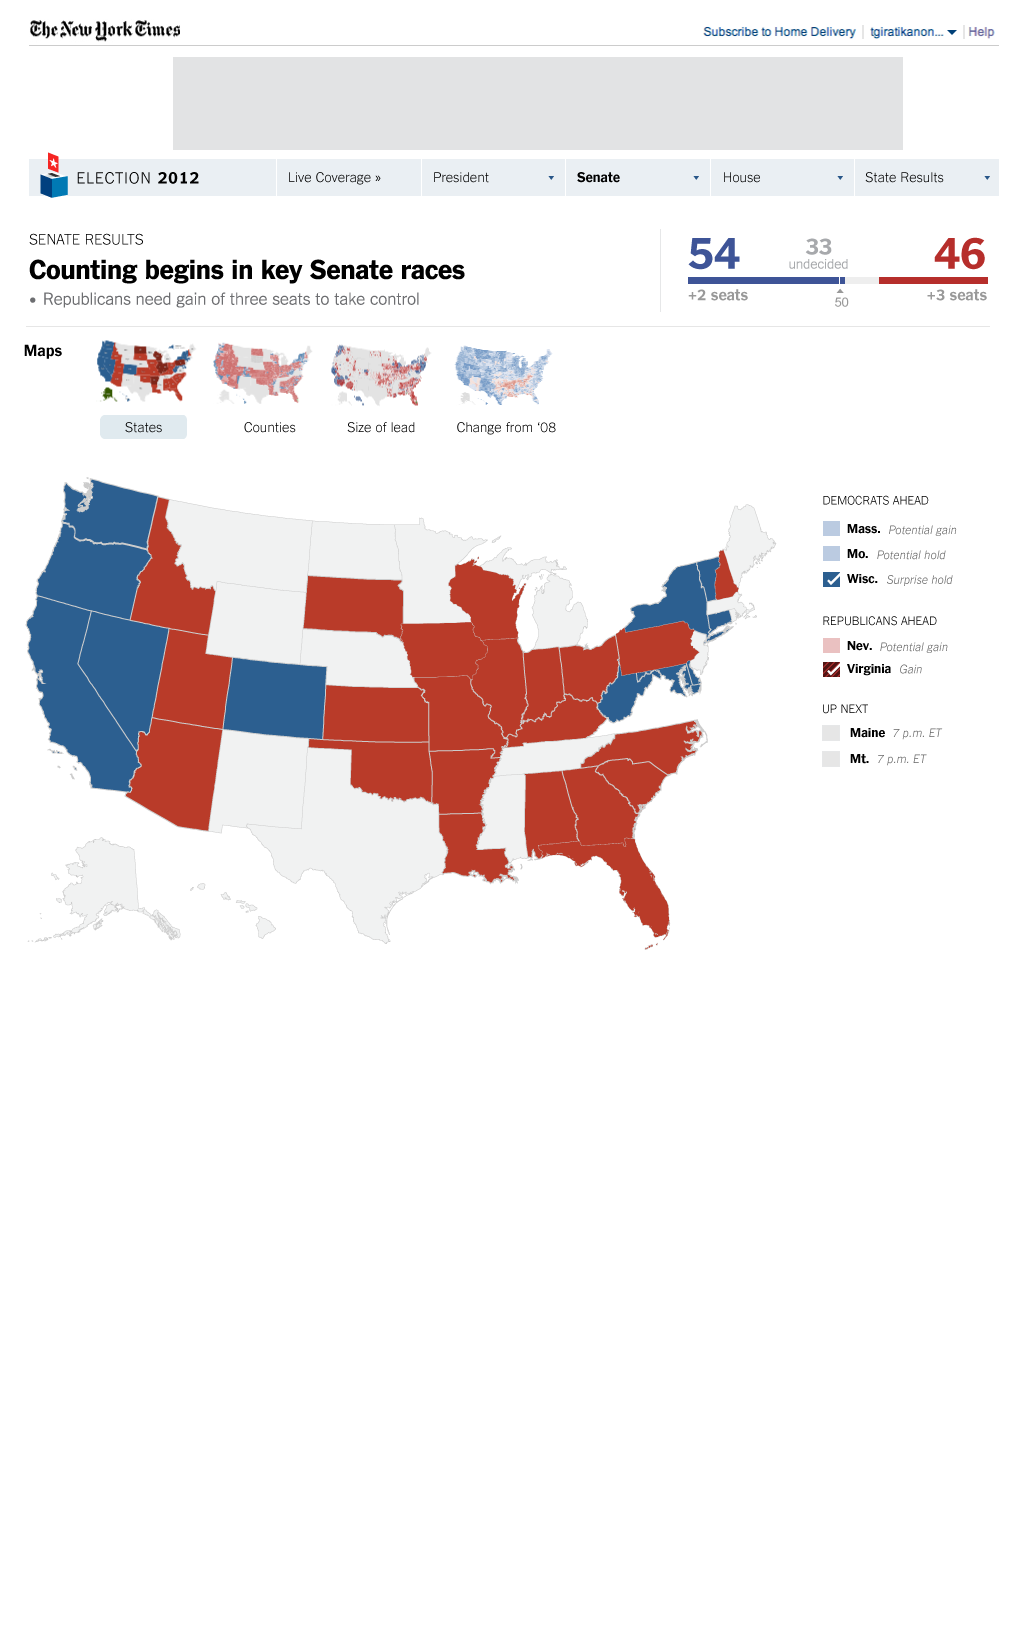 The New York Times
Subscribe to Home Delivery
tgiratikanon...
Help
ELECTION 2012
Live Coverage »
President
Senate
House
State Results
SENATE RESULTS
Counting begins in key Senate races
• Republicans need gain of three seats to take control
54
33
undecided
46
+2 seats
50
+3 seats
Maps
States
Counties
Size of lead
Change from ‘08
DEMOCRATS AHEAD
Mass. Potential gain
Mo. Potential hold
Wisc. Surprise hold
REPUBLICANS AHEAD
Nev. Potential gain
Virginia Gain
UP NEXT
Maine 7 p.m. ET
Mt. 7 p.m. ET